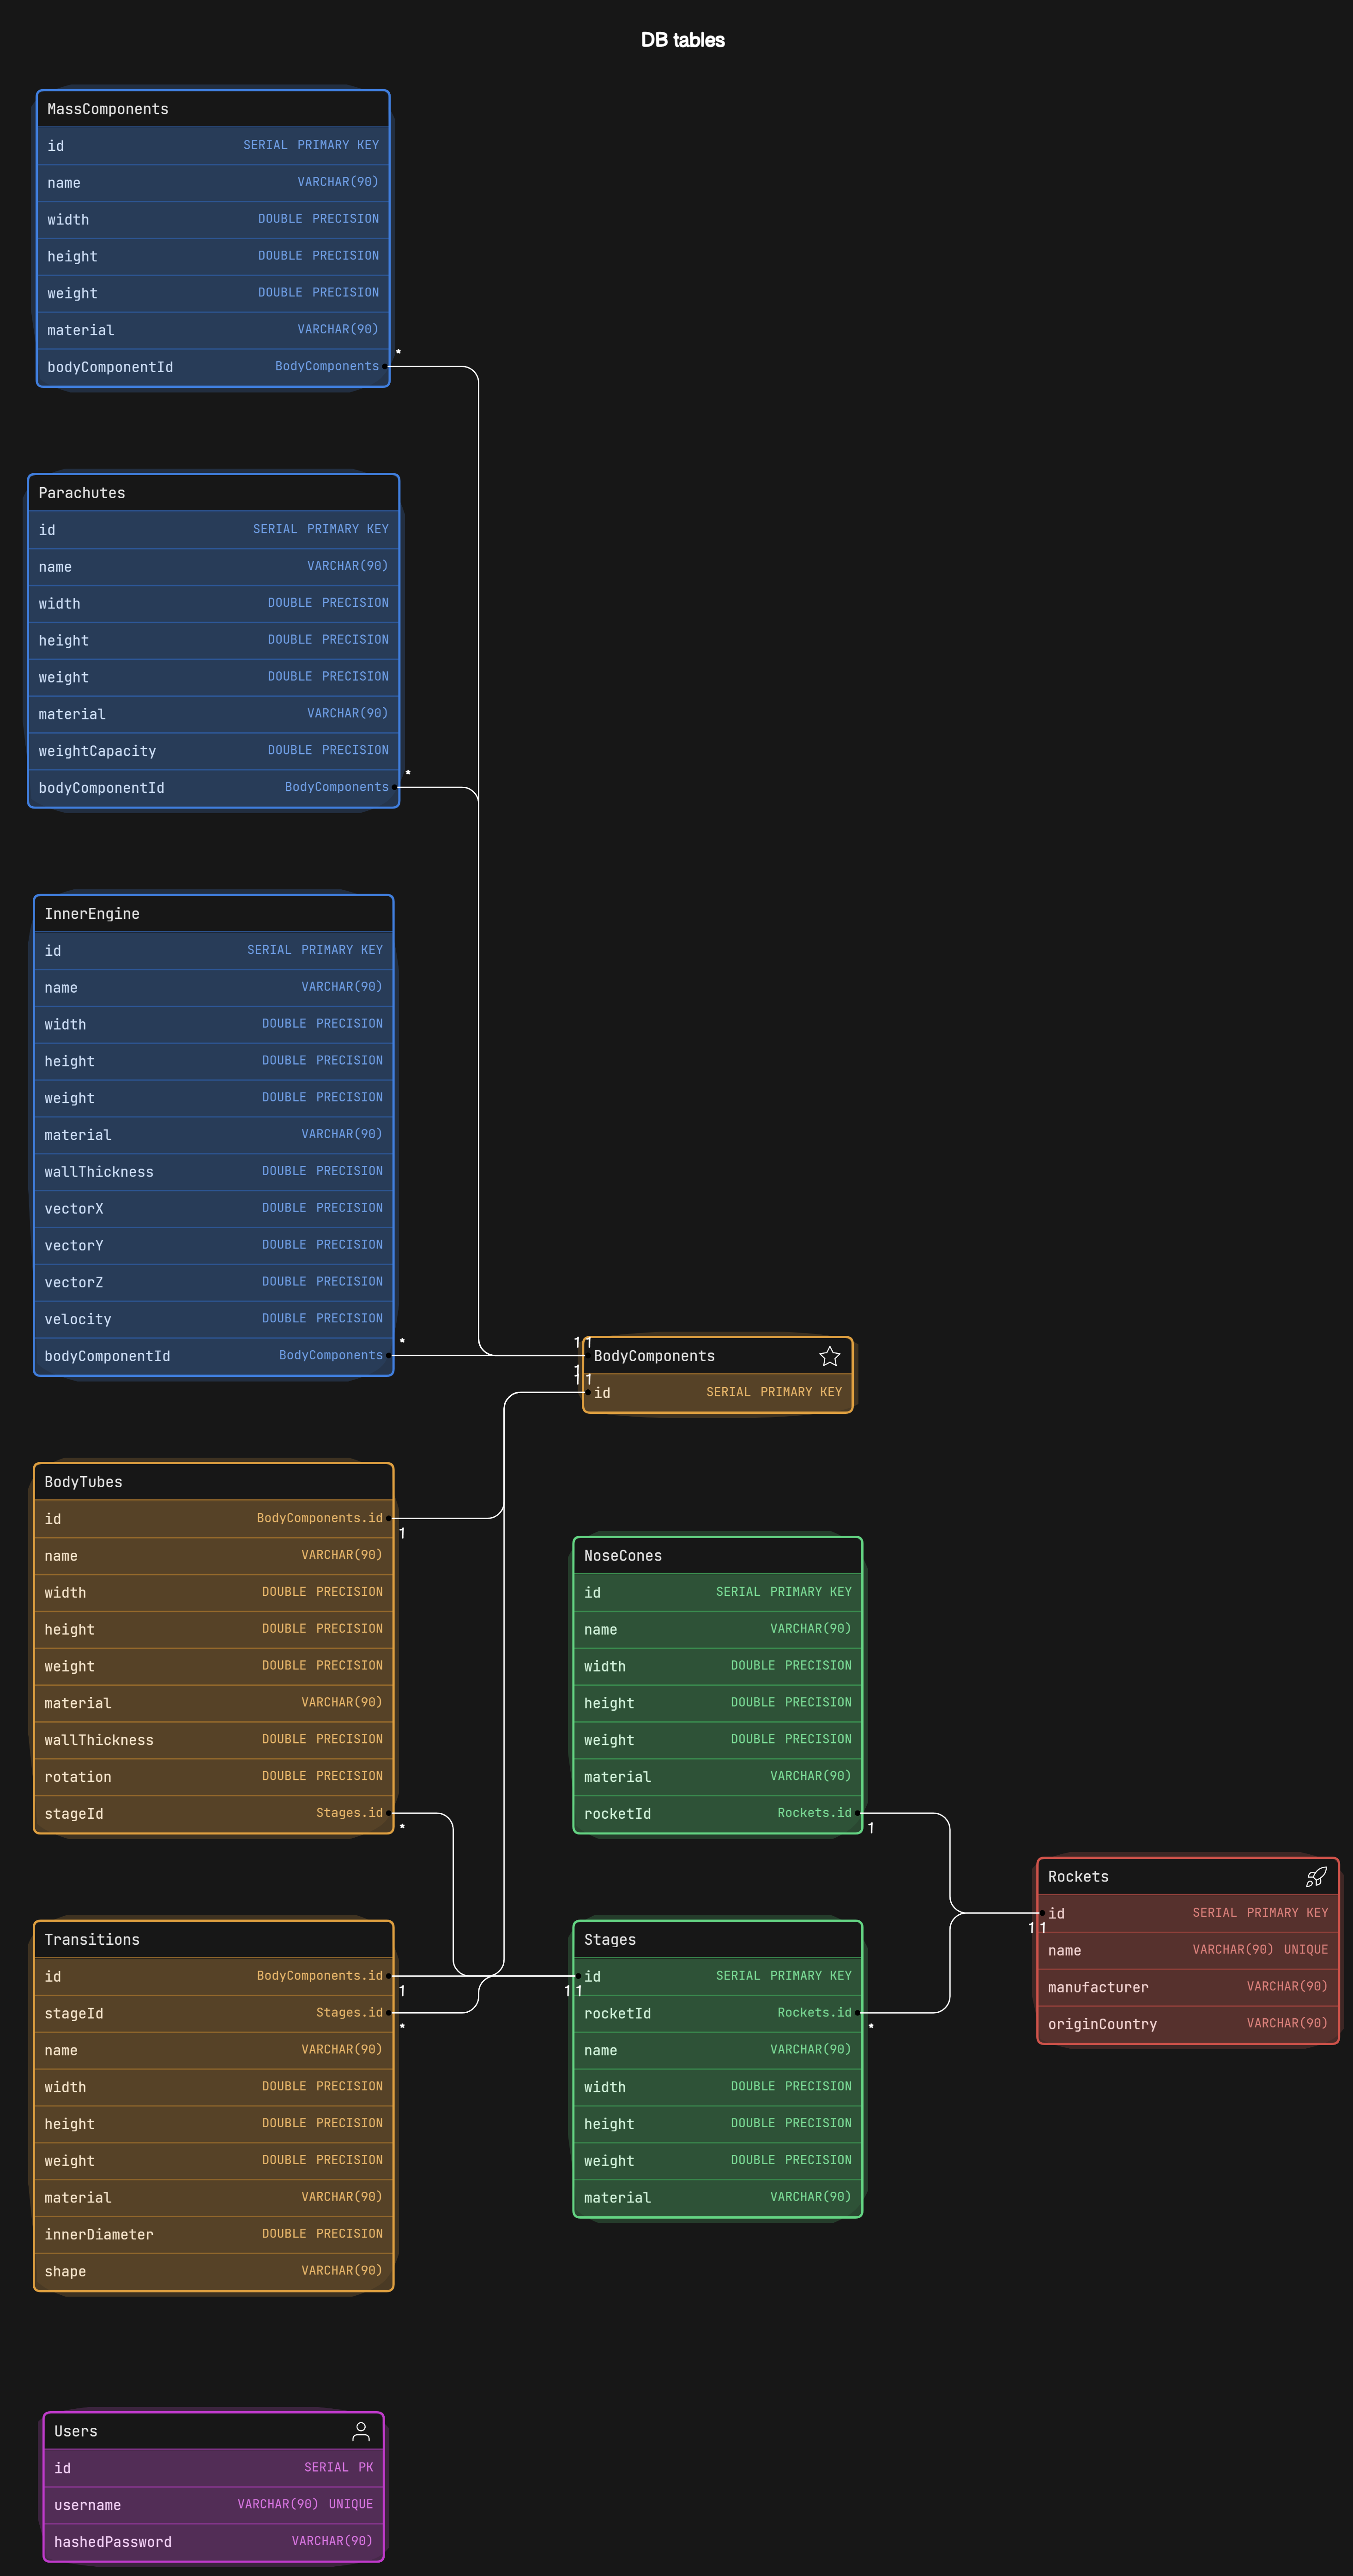 DB tables
MassComponents
id SERIAL PRIMARY KEY
name VARCHAR(90)
width DOUBLE PRECISION
height DOUBLE PRECISION
weight DOUBLE PRECISION
material VARCHAR(90)
*
bodyComponentId BodyComponents
Parachutes
id SERIAL PRIMARY KEY
name VARCHAR(90)
width DOUBLE PRECISION
height DOUBLE PRECISION
weight DOUBLE PRECISION
material VARCHAR(90)
weightCapacity DOUBLE PRECISION
*
bodyComponentId BodyComponents
InnerEngine
id SERIAL PRIMARY KEY
name VARCHAR(90)
width DOUBLE PRECISION
height DOUBLE PRECISION
weight DOUBLE PRECISION
material VARCHAR(90)
wallThickness DOUBLE PRECISION
vectorX DOUBLE PRECISION
vectorY DOUBLE PRECISION
vectorZ DOUBLE PRECISION
velocity DOUBLE PRECISION
*
bodyComponentId BodyComponents
1 1
BodyComponents
1
1 1
id SERIAL PRIMARY KEY
BodyTubes
id BodyComponents.id
1
name VARCHAR(90)
width DOUBLE PRECISION
height DOUBLE PRECISION
weight DOUBLE PRECISION
material VARCHAR(90)
wallThickness DOUBLE PRECISION
rotation DOUBLE PRECISION
stageId Stages.id
*
NoseCones
id SERIAL PRIMARY KEY
name VARCHAR(90)
width DOUBLE PRECISION
height DOUBLE PRECISION
weight DOUBLE PRECISION
material VARCHAR(90)
rocketId Rockets.id
1
Rockets
id SERIAL PRIMARY KEY
1 1
name VARCHAR(90) UNIQUE
manufacturer VARCHAR(90)
originCountry VARCHAR(90)
Transitions
id BodyComponents.id
1
stageId Stages.id
*
name VARCHAR(90)
width DOUBLE PRECISION
height DOUBLE PRECISION
weight DOUBLE PRECISION
material VARCHAR(90)
innerDiameter DOUBLE PRECISION
shape VARCHAR(90)
Stages
id SERIAL PRIMARY KEY
1 1
rocketId Rockets.id
*
name VARCHAR(90)
width DOUBLE PRECISION
height DOUBLE PRECISION
weight DOUBLE PRECISION
material VARCHAR(90)
Users
id SERIAL PK
username VARCHAR(90) UNIQUE
hashedPassword VARCHAR(90)